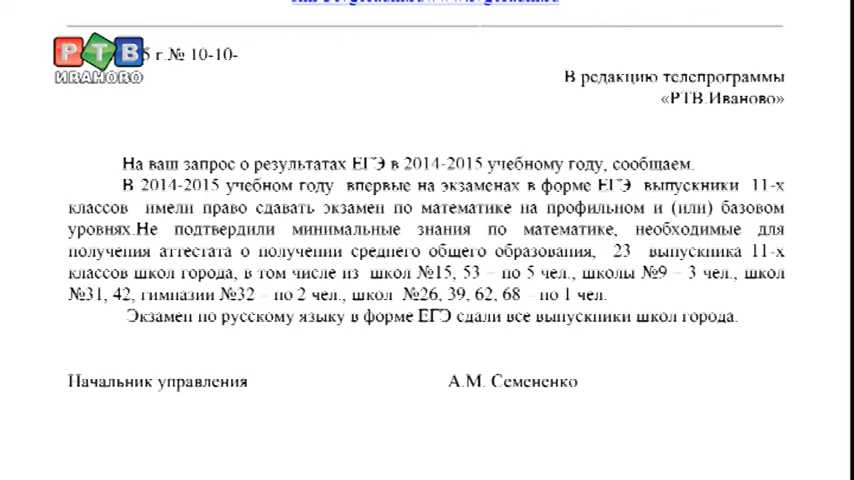 РТВ
ИВАНОВО
5 г.№ 10-10-
В редакцию телепрограммы
«РТВ.Иваново»
На ваш запрос о результатах ЕГЭ в 2014-2015 учебному году, сообщаем.
В 2014-2015 учебном году впервые на экзаменах в форме ЕГЭ выпускники 11-х
классов имели право сдавать экзамен по математике на профильном и (или) базовом
уровнях.Не подтвердили минимальные знания по математике, необходимые для
получения аттестата о получении среднего общего образования, 23 выпускника 11-х
классов школ города, в том числе из школ №15, 53 – по 5 чел., школы №9 – 3 чел., школ
№31, 42, гимназии №32 – по 2 чел., школ №26, 39, 62, 68 – по 1 чел.
Экзамен по русскому языку в форме ЕГЭ сдали все выпускники школ города.
Начальник управления А.М. Семененко